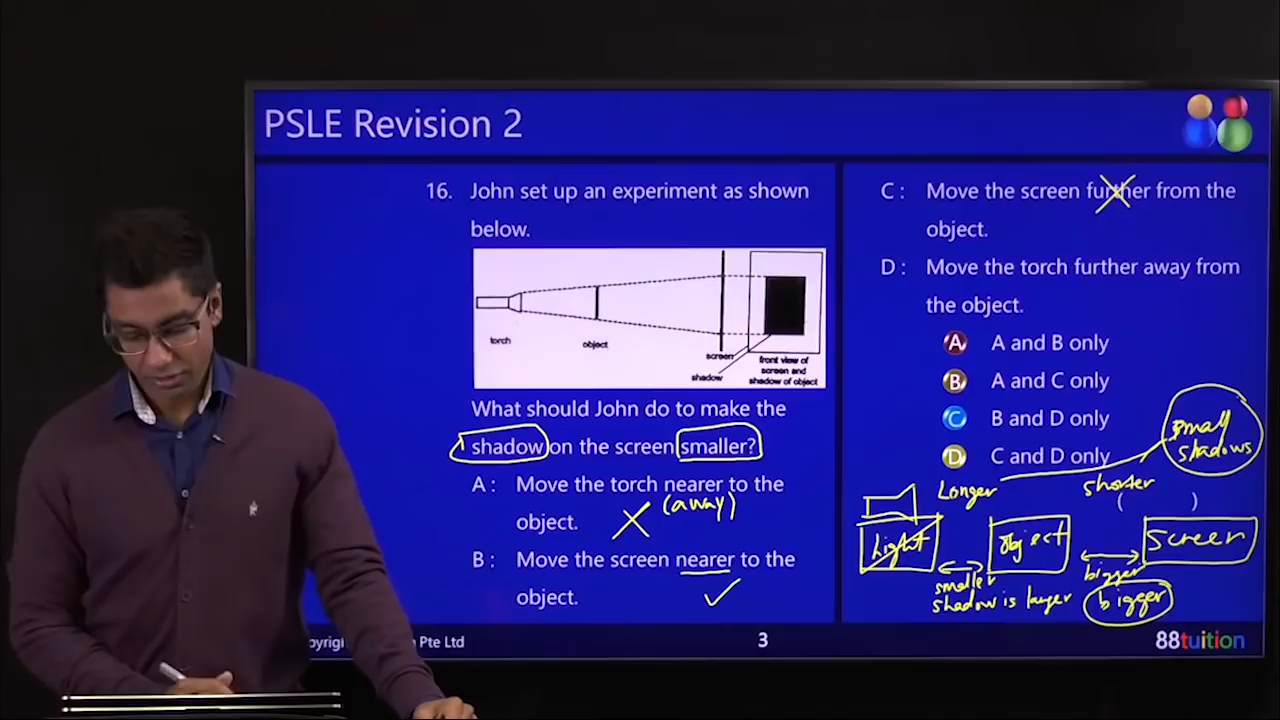 PSLE Revision 2
16. John set up an experiment as shown
below.
torch
object
screen
shadow
front view of
screen and
shadow of object
What should John do to make the
shadow on the screen smaller?
A : Move the torch nearer to the
(away)
object.
B : Move the screen nearer to the
object.
C : Move the screen further from the
object.
D : Move the torch further away from
the object.
A A and B only
B A and C only
C B and D only
D C and D only
small
shadows
Longer
shorter
( )
Light
object
Screen
smaller
bigger
shadow is larger
bigger
Pte Ltd
3
88tuition